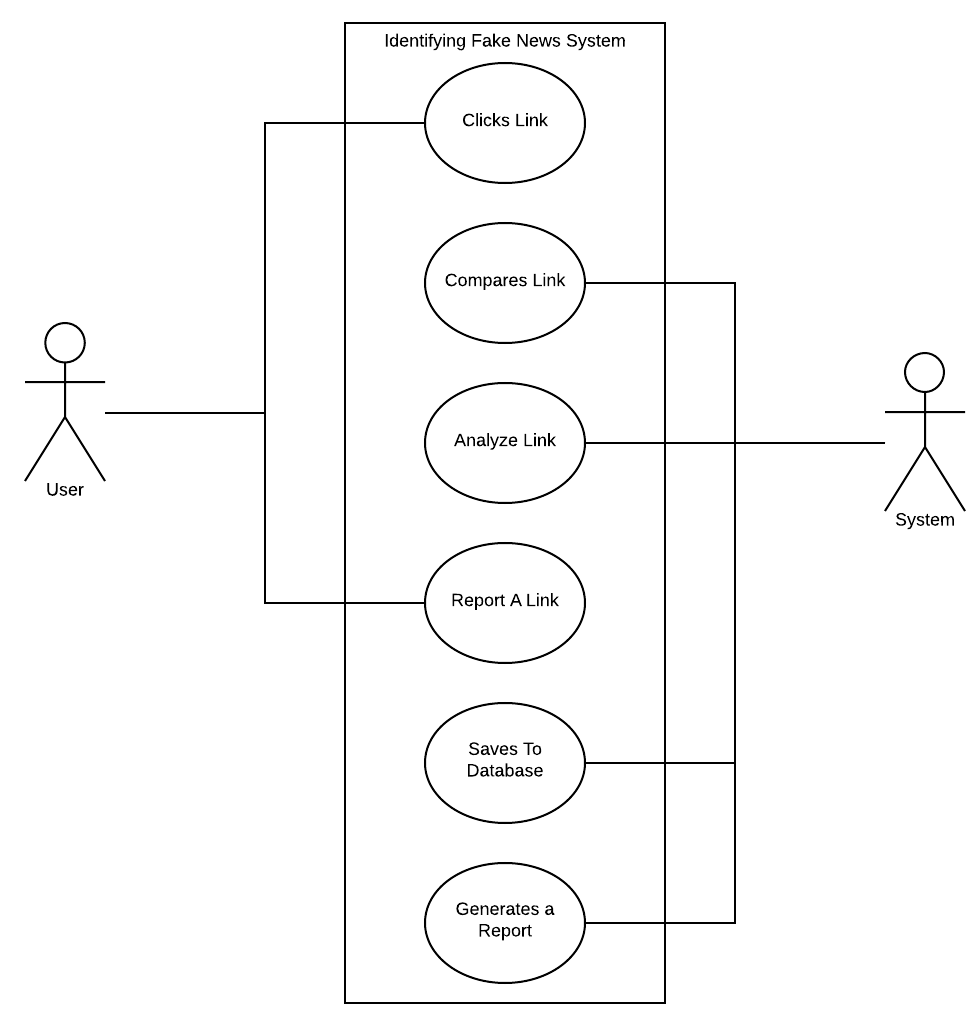 Identifying Fake News System
Clicks Link
Compares Link
Analyze Link
Report A Link
Saves To
Database
Generates a
Report
User
System